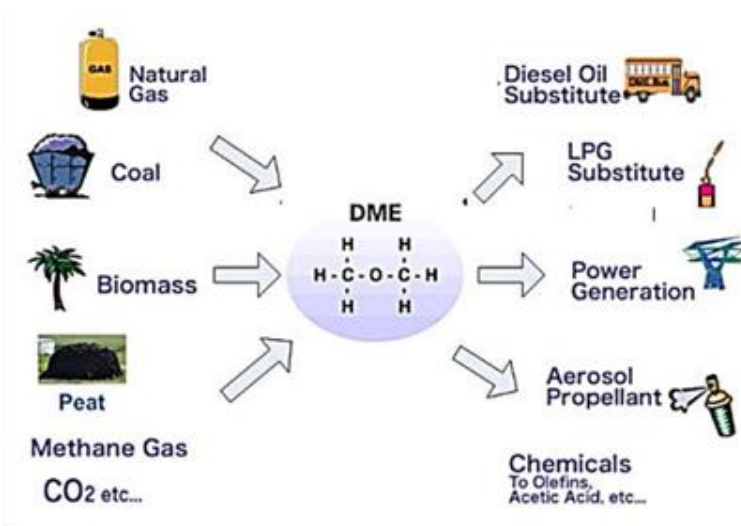 GAS
Natural
Gas
Coal
Biomass
Peat
Methane Gas
CO2 etc...
DME
H H
H-C-O-C-H
H H
Diesel Oil
Substitute
LPG
Substitute
Power
Generation
Aerosol
Propellant
Chemicals
To Olefins,
Acetic Acid, etc...